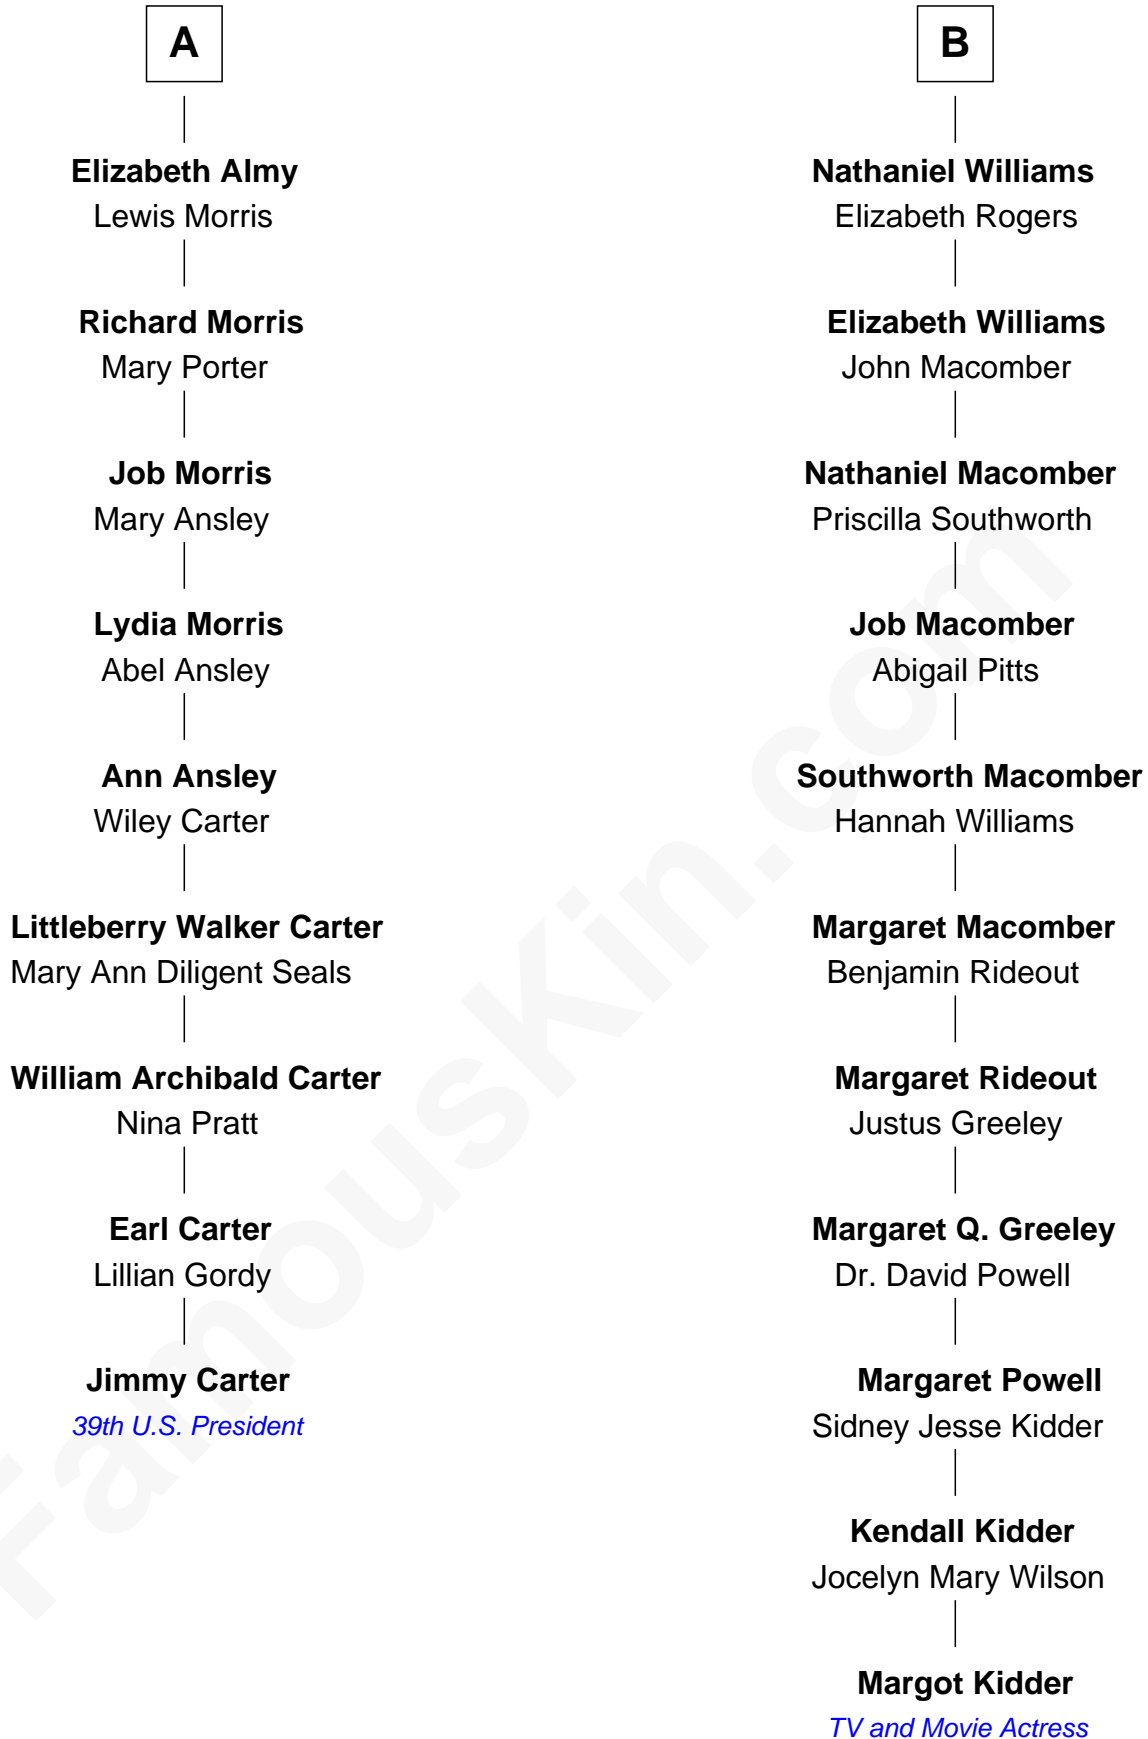 A
Elizabeth Almy
Lewis Morris
Richard Morris
Mary Porter
Job Morris
Mary Ansley
Lydia Morris
Abel Ansley
Ann Ansley
Wiley Carter
Littleberry Walker Carter
Mary Ann Diligent Seals
William Archibald Carter
Nina Pratt
Earl Carter
Lillian Gordy
Jimmy Carter
39th U.S. President
B
Nathaniel Williams
Elizabeth Rogers
Elizabeth Williams
John Macomber
Nathaniel Macomber
Priscilla Southworth
Job Macomber
Abigail Pitts
Southworth Macomber
Hannah Williams
Margaret Macomber
Benjamin Rideout
Margaret Rideout
Justus Greeley
Margaret Q. Greeley
Dr. David Powell
Margaret Powell
Sidney Jesse Kidder
Kendall Kidder
Jocelyn Mary Wilson
Margot Kidder
TV and Movie Actress
FamousKin.com